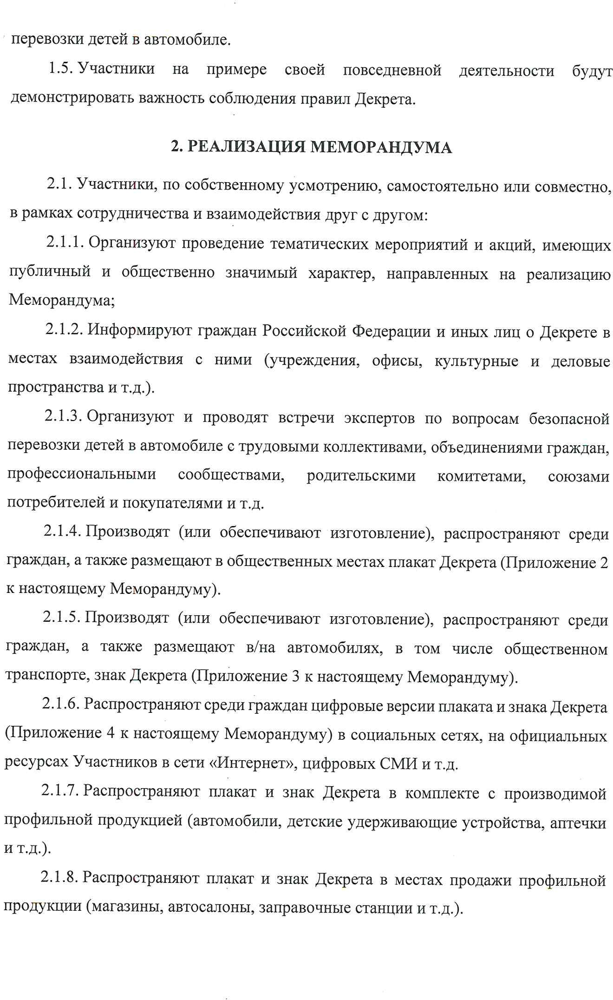 перевозки детей в автомобиле.
1.5. Участники на примере своей повседневной деятельности будут
демонстрировать важность соблюдения правил Декрета.
2. РЕАЛИЗАЦИЯ МЕМОРАНДУМА
2.1. Участники, по собственному усмотрению, самостоятельно или совместно,
в рамках сотрудничества и взаимодействия друг с другом:
2.1.1. Организуют проведение тематических мероприятий и акций, имеющих
публичный и общественно значимый характер, направленных на реализацию
Меморандума;
2.1.2. Информируют граждан Российской Федерации и иных лиц о Декрете в
местах взаимодействия с ними (учреждения, офисы, культурные и деловые
пространства и т.д.).
2.1.3. Организуют и проводят встречи экспертов по вопросам безопасной
перевозки детей в автомобиле с трудовыми коллективами, объединениями граждан,
профессиональными сообществами, родительскими комитетами, союзами
потребителей и покупателями и т.д.
2.1.4. Производят (или обеспечивают изготовление), распространяют среди
граждан, а также размещают в общественных местах плакат Декрета (Приложение 2
к настоящему Меморандуму).
2.1.5. Производят (или обеспечивают изготовление), распространяют среди
граждан, а также размещают в/на автомобилях, в том числе общественном
транспорте, знак Декрета (Приложение 3 к настоящему Меморандуму).
2.1.6. Распространяют среди граждан цифровые версии плаката и знака Декрета
(Приложение 4 к настоящему Меморандуму) в социальных сетях, на официальных
ресурсах Участников в сети «Интернет», цифровых СМИ и т.д.
2.1.7. Распространяют плакат и знак Декрета в комплекте с производимой
профильной продукцией (автомобили, детские удерживающие устройства, аптечки
и т.д.).
2.1.8. Распространяют плакат и знак Декрета в местах продажи профильной
продукции (магазины, автосалоны, заправочные станции и т.д.).